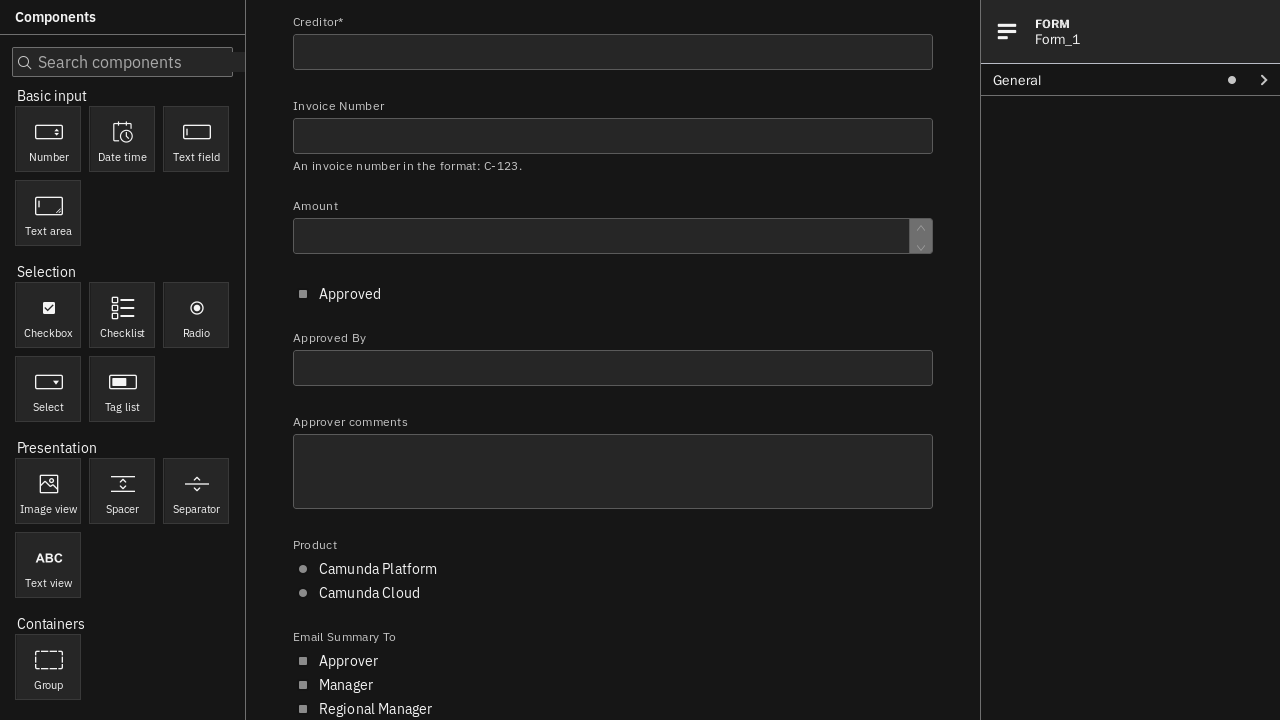 Components
Search components
Basic input
Number
Date time
Text field
Text area
Selection
Checkbox
Checklist
Radio
Select
Tag list
Presentation
Image view
Spacer
Separator
ABC
Text view
Containers
Group
Creditor*
Invoice Number
An invoice number in the format: C-123.
Amount
Approved
Approved By
Approver comments
Product
Camunda Platform
Camunda Cloud
Email Summary To
Approver
Manager
Regional Manager
FORM
Form_1
General